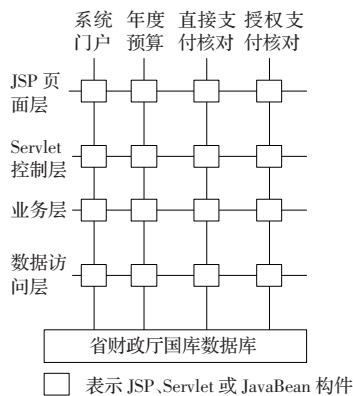 系统 年度 直接支 授权支
门户 预算 付核对 付核对
JSP 页
面层
Servlet
控制层
业务层
数据访
问层
省财政厅国库数据库
表示 JSP、Servlet 或 JavaBean 构件